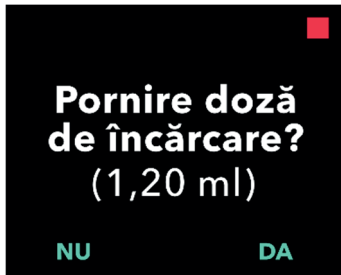 Pornire doză
de încărcare?
(1,20 ml)
NU DA